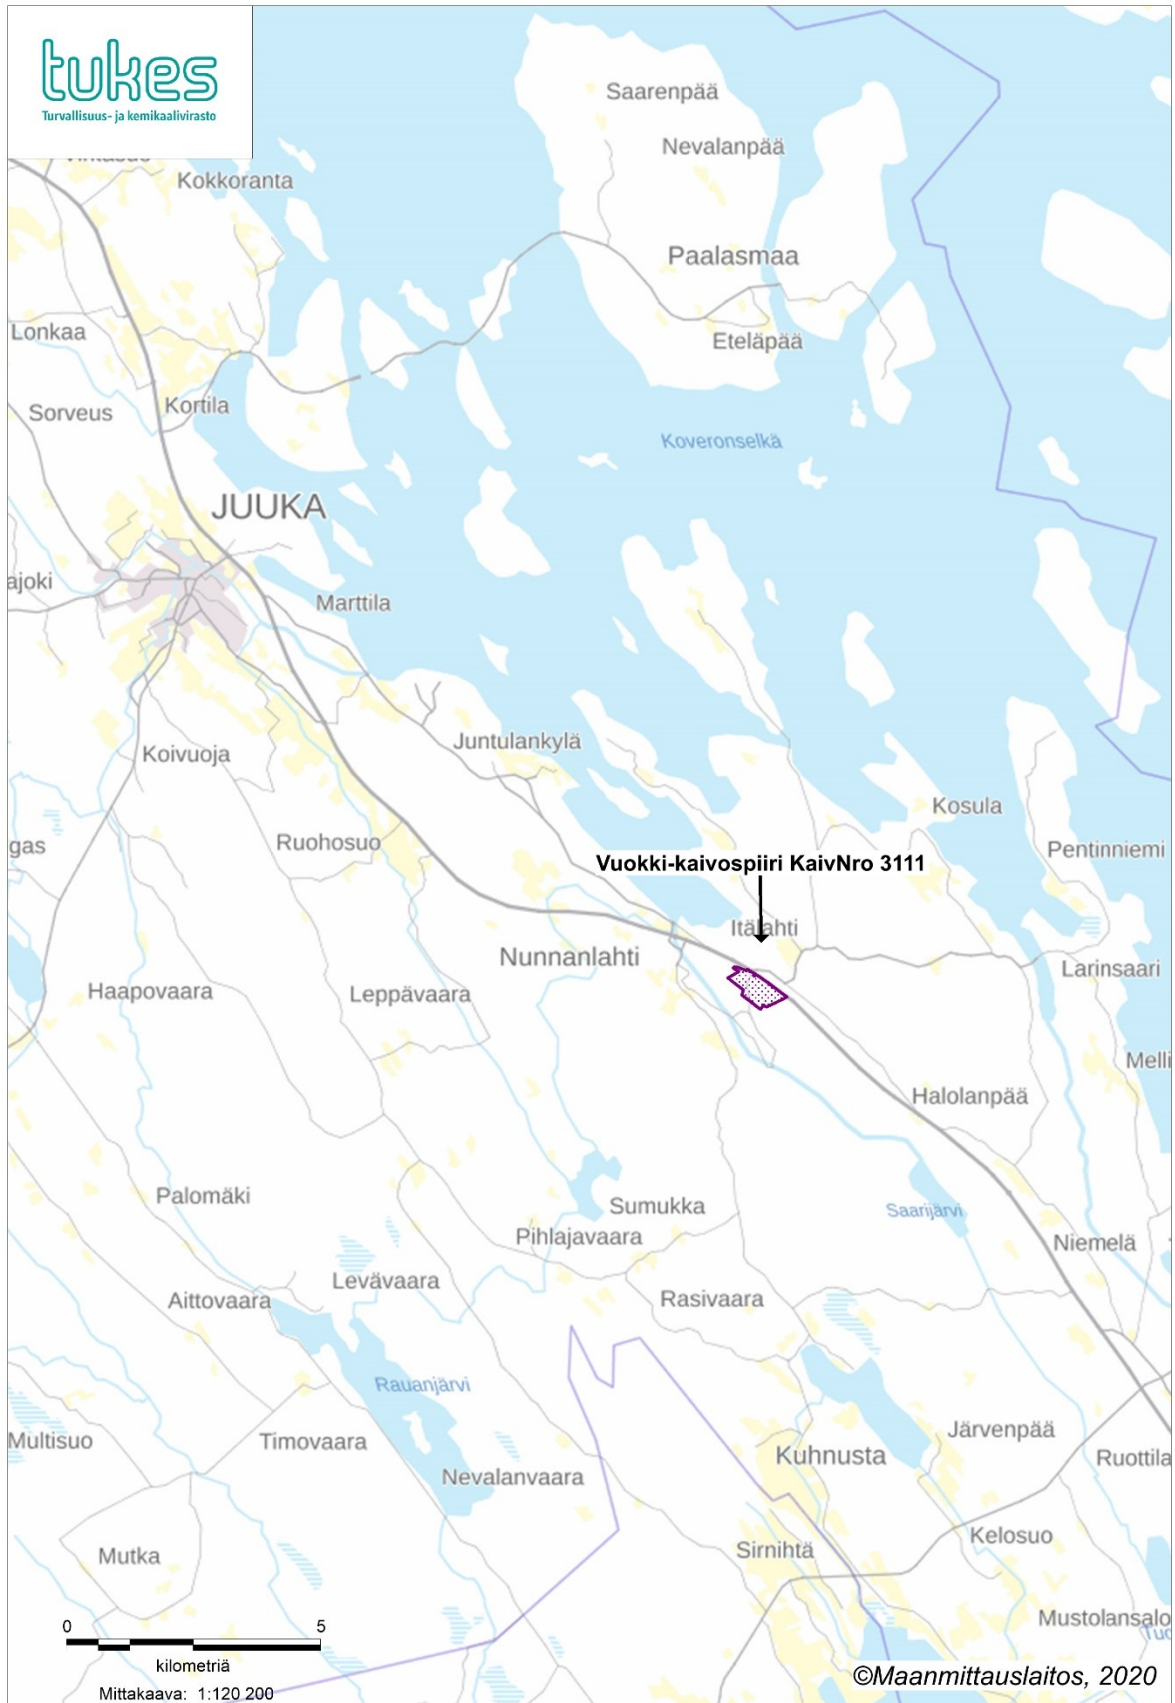 tukes
Turvallisuus- ja kemikaalivirasto
Saarenpää
Nevalanpää
Kokkoranta
Paalasmaa
Lonkaa
Eteläpää
Sorveus
Kortila
Koveronselkä
JUUKA
ajoki
Marttila
Juntulankylä
Koivuoja
Kosula
Ruohosuo
gas
Pentinniemi
Vuokki-kaivospiiri KaivNro 3111
Itälahti
Nunnanlahti
Larinsaari
Haapovaara
Leppävaara
Melli
Halolanpää
Palomäki
Sumukka
Saarijärvi
Pihlajavaara
Niemelä
Levävaara
Aittovaara
Rasivaara
Rauanjärvi
Järvenpää
Multisuo
Timovaara
Kuhnusta
Ruottila
Nevalanvaara
Kelosuo
Mutka
Sirnihtä
Mustolansalo
Tuo
0 5
kilometriä
Mittakaava: 1:120 200
©Maanmittauslaitos, 2020